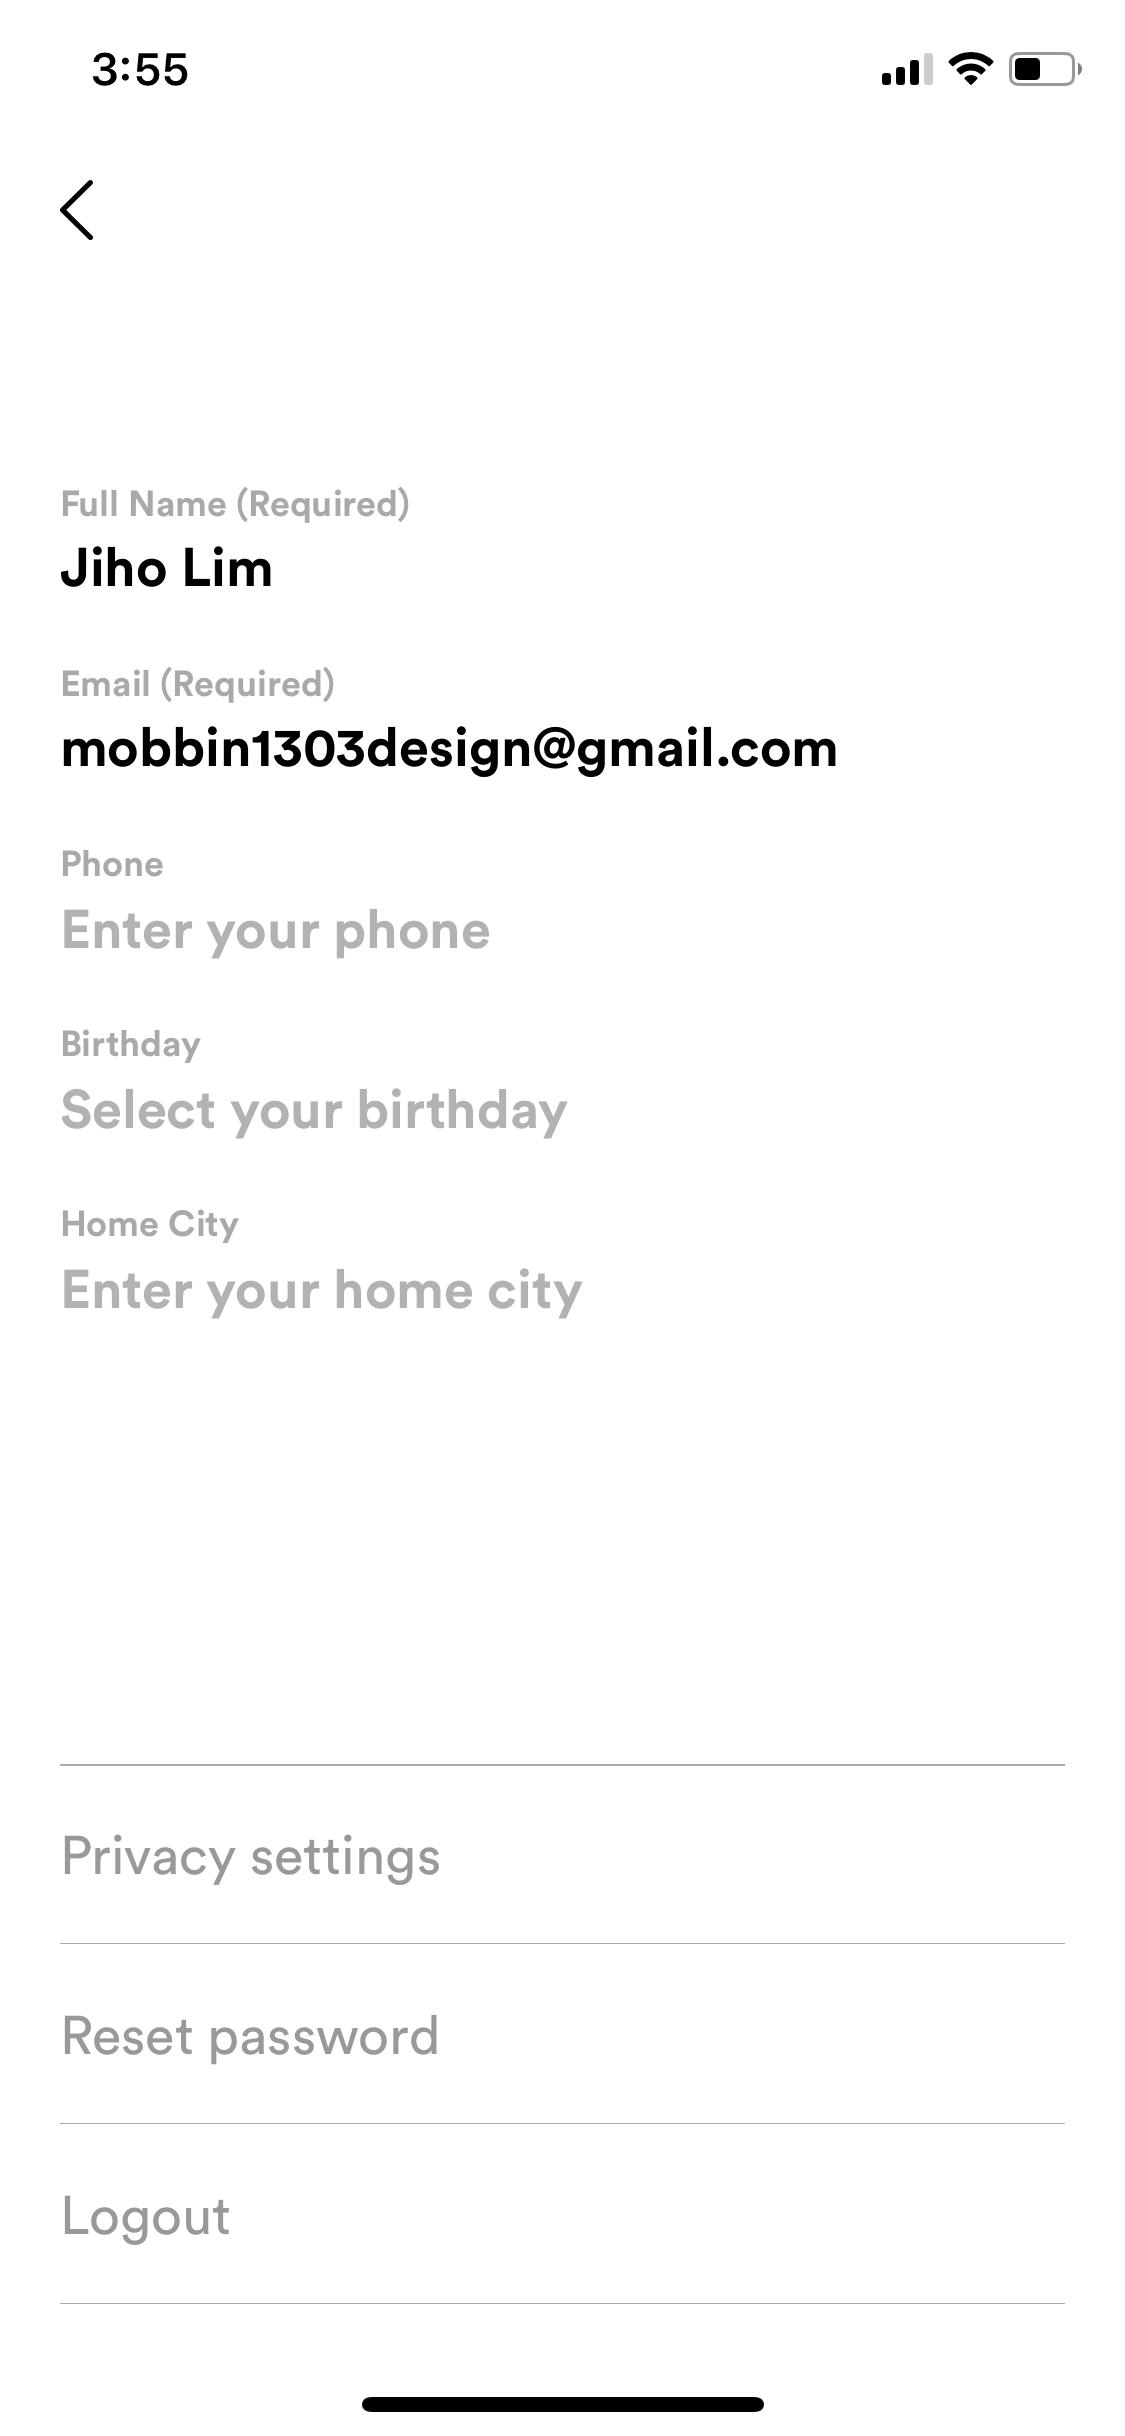 3:55
Full Name (Required)
Jiho Lim
Email (Required)
mobbin1303design@gmail.com
Phone
Enter your phone
Birthday
Select your birthday
Home City
Enter your home city
Privacy settings
Reset password
Logout